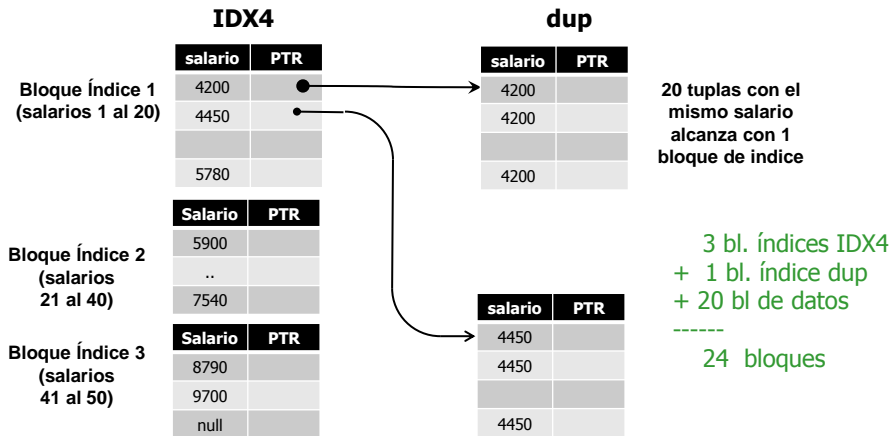 IDX4
dup
salario PTR
4200
4450
5780
Bloque Índice 1
(salarios 1 al 20)
salario PTR
4200
4200
4200
20 tuplas con el
mismo salario
alcanza con 1
bloque de indice
Salario PTR
5900
..
7540
Bloque Índice 2
(salarios
21 al 40)
Salario PTR
8790
9700
null
Bloque Índice 3
(salarios
41 al 50)
salario PTR
4450
4450
4450
3 bl. índices IDX4
+ 1 bl. índice dup
+ 20 bl de datos
------
24 bloques